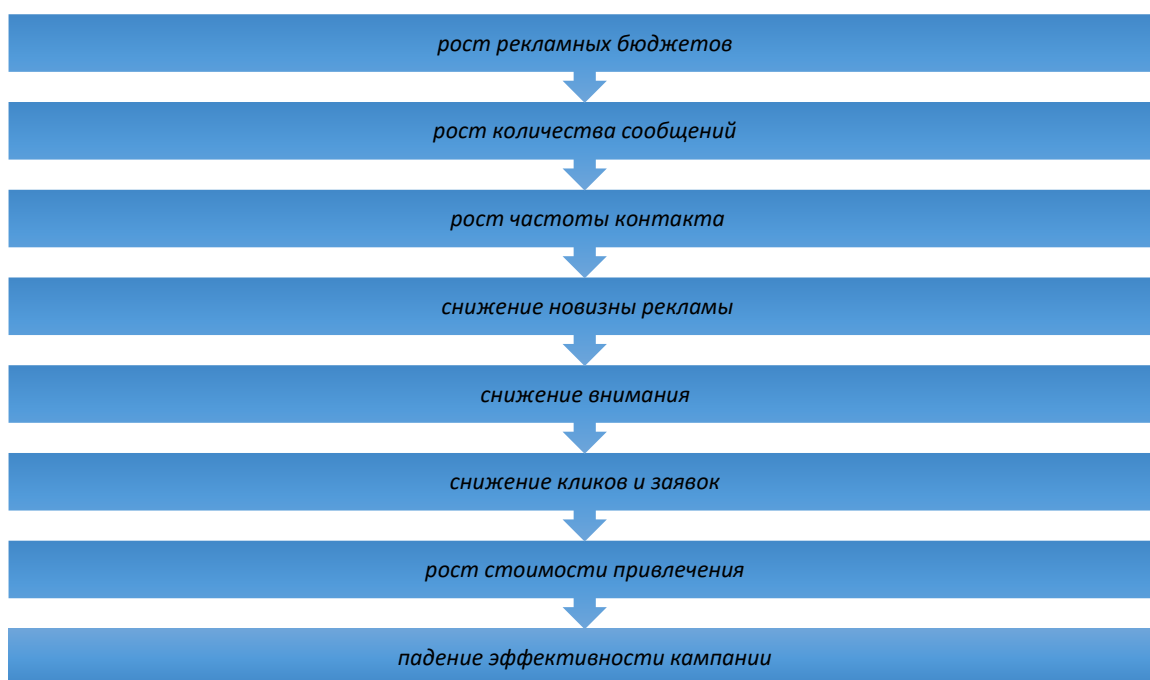 рост рекламных бюджетов
рост количества сообщений
рост частоты контакта
снижение новизны рекламы
снижение внимания
снижение кликов и заявок
рост стоимости привлечения
падение эффективности кампании